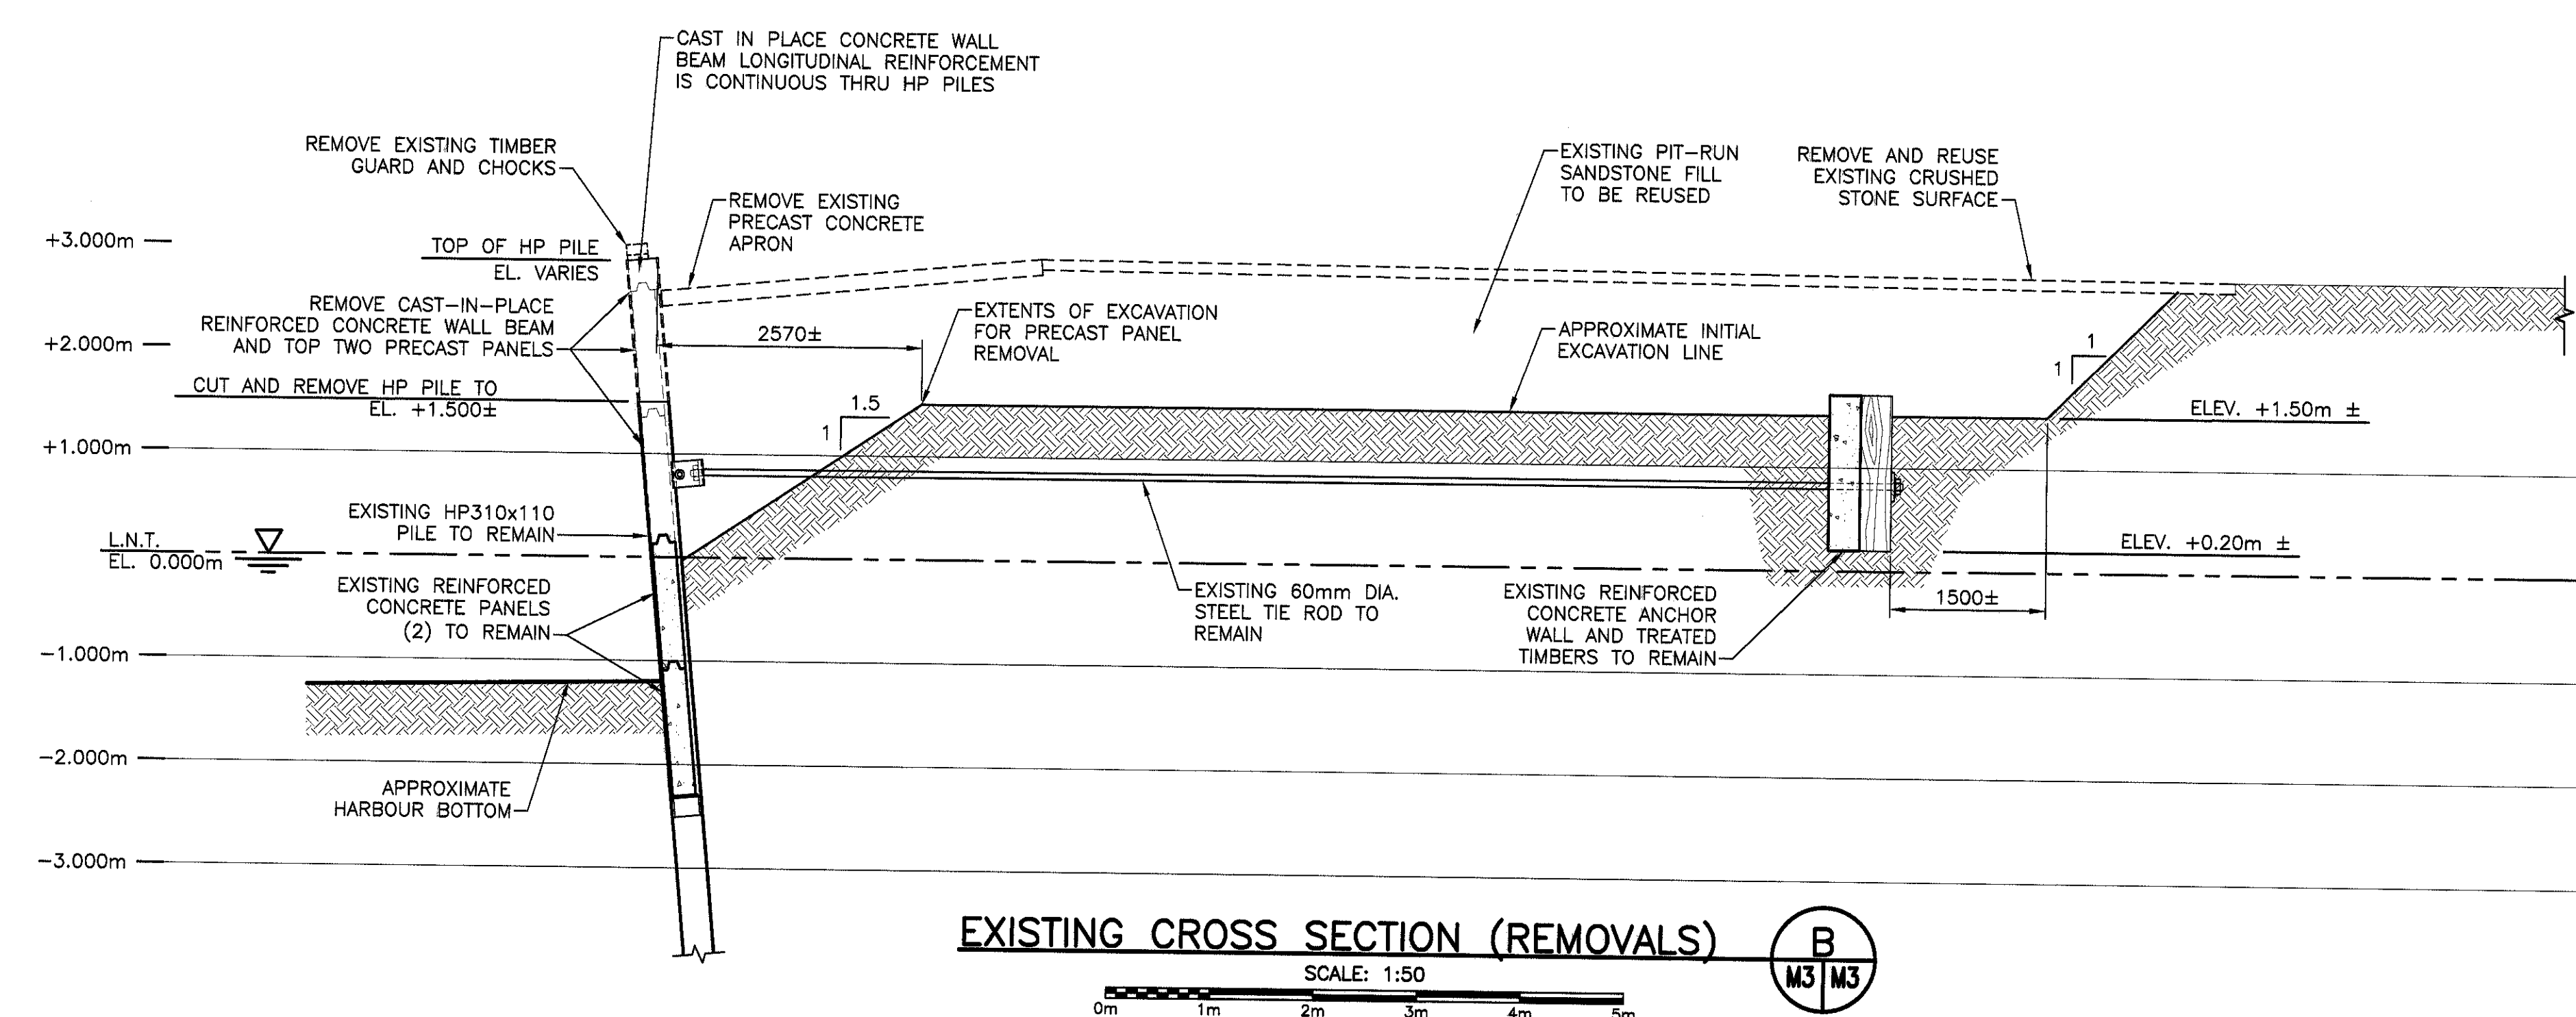 CAST IN PLACE CONCRETE WALL
BEAM LONGITUDINAL REINFORCEMENT
IS CONTINUOUS THRU HP PILES
REMOVE EXISTING TIMBER
GUARD AND CHOCKS
REMOVE EXISTING
PRECAST CONCRETE
APRON
EXISTING PIT-RUN
SANDSTONE FILL
TO BE REUSED
REMOVE AND REUSE
EXISTING CRUSHED
STONE SURFACE
+3.000m
TOP OF HP PILE
EL. VARIES
REMOVE CAST-IN-PLACE
REINFORCED CONCRETE WALL BEAM
AND TOP TWO PRECAST PANELS
+2.000m
2570±
EXTENTS OF EXCAVATION
FOR PRECAST PANEL
REMOVAL
APPROXIMATE INITIAL
EXCAVATION LINE
1
1
CUT AND REMOVE HP PILE TO
EL. +1.500±
1.5
1
ELEV. +1.50m ±
+1.000m
EXISTING HP310x110
PILE TO REMAIN
L.N.T.
EL. 0.000m
ELEV. +0.20m ±
EXISTING REINFORCED
CONCRETE PANELS
(2) TO REMAIN
EXISTING 60mm DIA.
STEEL TIE ROD TO
REMAIN
EXISTING REINFORCED
CONCRETE ANCHOR
WALL AND TREATED
TIMBERS TO REMAIN
1500±
-1.000m
-2.000m
APPROXIMATE
HARBOUR BOTTOM
-3.000m
EXISTING CROSS SECTION (REMOVALS)
B
M3 M3
SCALE: 1:50
0m 1m 2m 3m 4m 5m